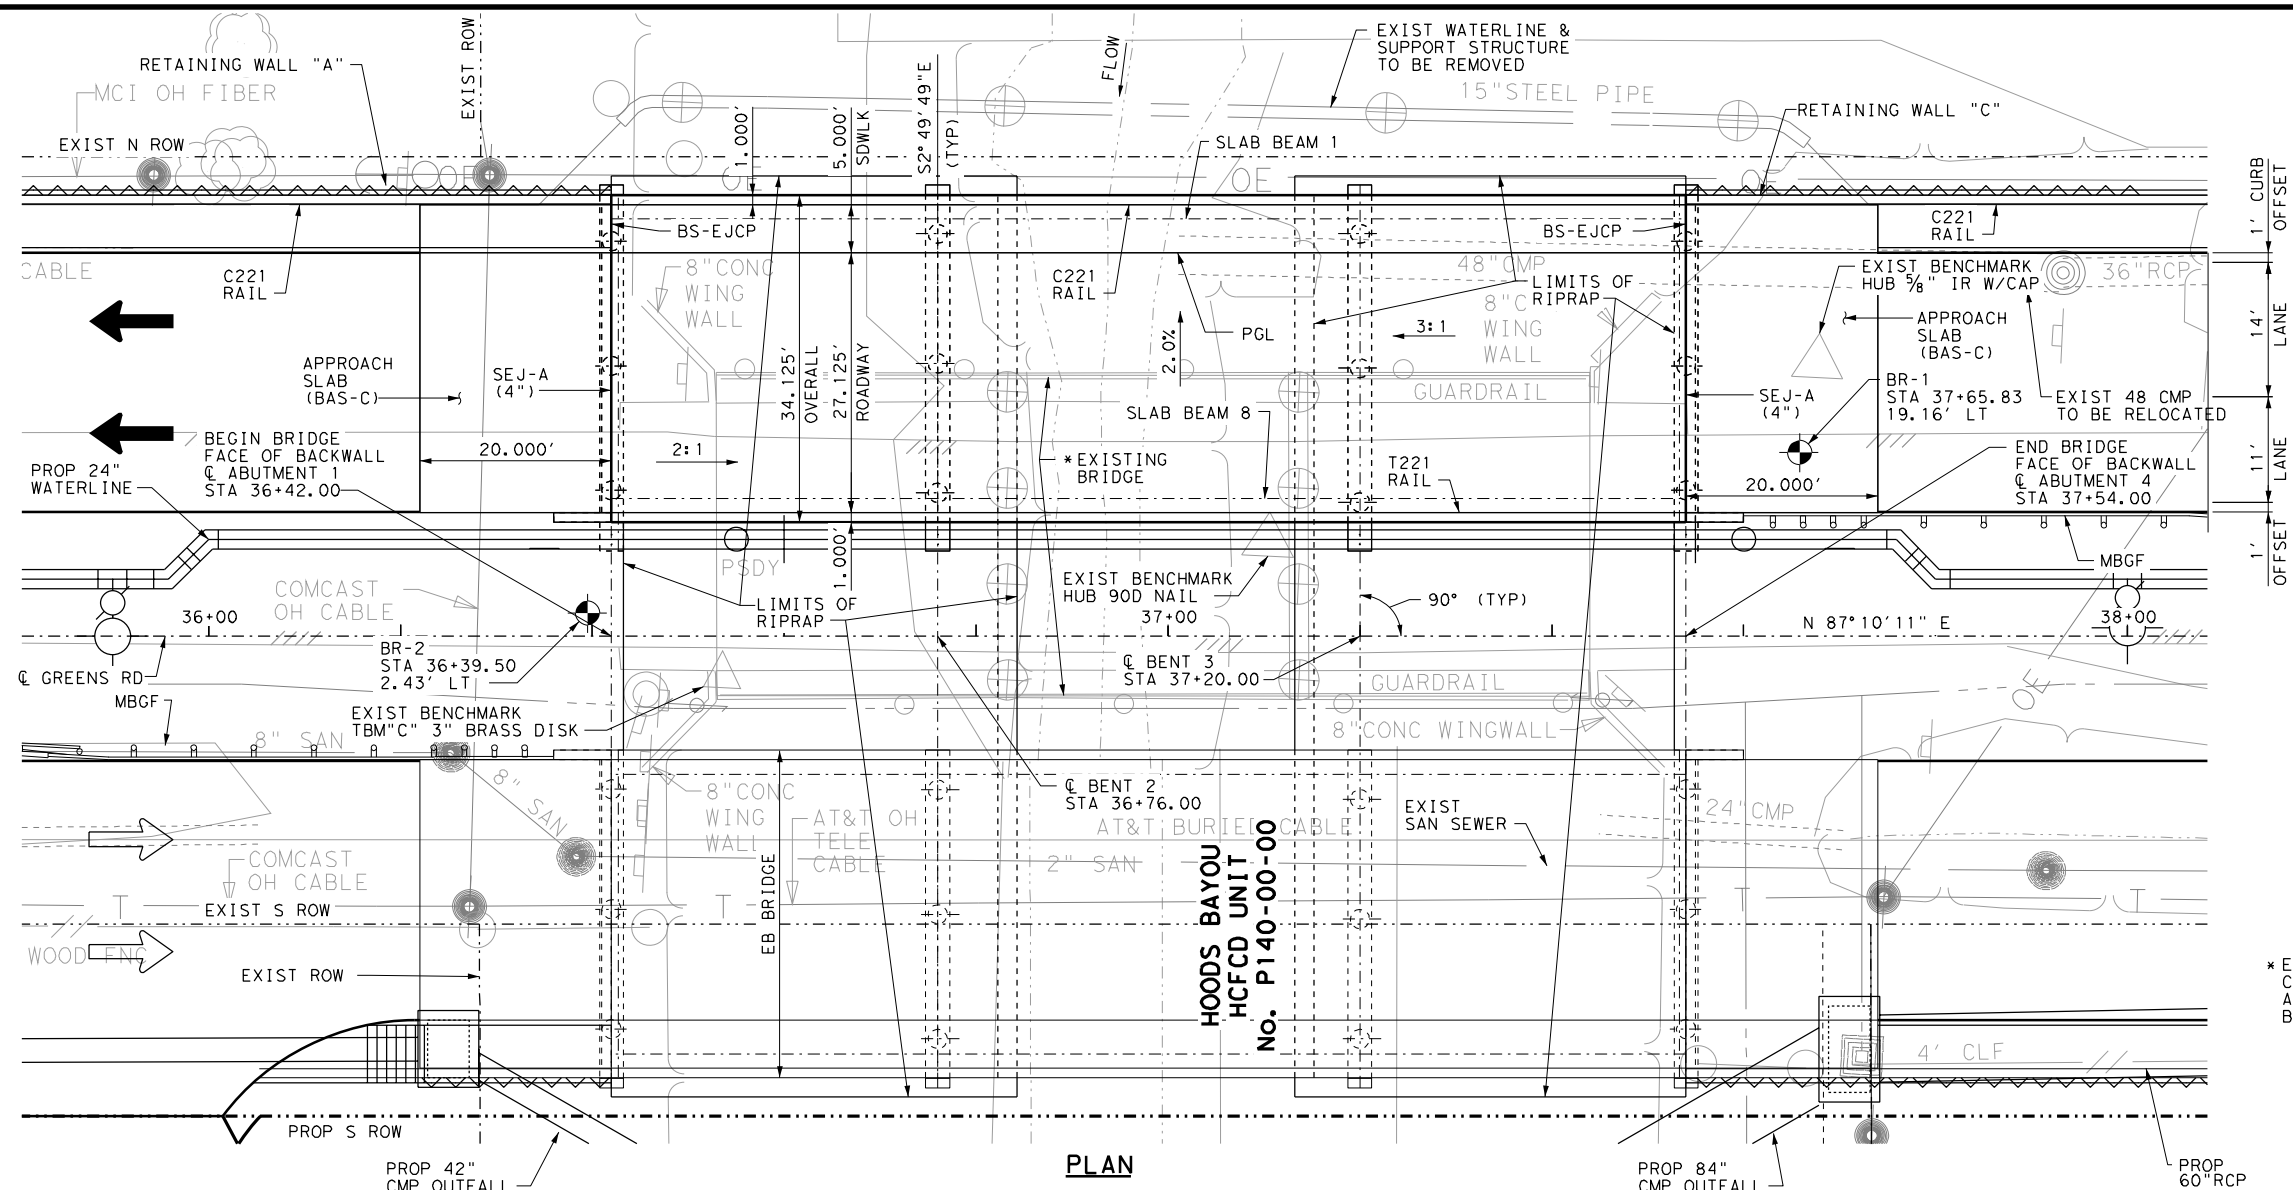 RETAINING WALL "A"
MCI OH FIBER
EXIST N ROW
EXIST ROW
1.000'
5.000'
SDWLK
S2° 49' 49"E
(TYP)
FLOW
EXIST WATERLINE &
SUPPORT STRUCTURE
TO BE REMOVED
15"STEEL PIPE
RETAINING WALL "C"
SLAB BEAM 1
OE
OE
1' CURB
OFFSET
BS-EJCP
BS-EJCP
C221
RAIL
CABLE
C221
RAIL
8"CONC
WING
WALL
C221
RAIL
48"CMP
LIMITS OF
RIPRAP
8"C
WING
WALL
EXIST BENCHMARK
HUB ⅝" IR W/CAP
36"RCP
14'
LANE
PGL
2.0%
3:1
APPROACH
SLAB
(BAS-C)
APPROACH
SLAB
(BAS-C)
SEJ-A
(4")
34.125'
OVERALL
27.125'
ROADWAY
GUARDRAIL
SLAB BEAM 8
SEJ-A
(4")
BR-1
STA 37+65.83
19.16' LT
EXIST 48 CMP
TO BE RELOCATED
BEGIN BRIDGE
FACE OF BACKWALL
℄ ABUTMENT 1
STA 36+42.00
20.000'
2:1
*EXISTING
BRIDGE
T221
RAIL
20.000'
END BRIDGE
FACE OF BACKWALL
℄ ABUTMENT 4
STA 37+54.00
11'
LANE
PROP 24"
WATERLINE
1'
OFFSET
PSDY
1.000'
MBGF
COMCAST
OH CABLE
EXIST BENCHMARK
HUB 90D NAIL
LIMITS OF
RIPRAP
90° (TYP)
36+00
37+00
N 87°10'11" E
38+00
℄ GREENS RD
BR-2
STA 36+39.50
2.43' LT
℄ BENT 3
STA 37+20.00
GUARDRAIL
OE
MBGF
EXIST BENCHMARK
TBM"C" 3" BRASS DISK
8" SAN
8"CONC WINGWALL
8" SAN
8"CONC
WING
WALL
℄ BENT 2
STA 36+76.00
EXIST
SAN SEWER
24"CMP
AT&T OH
TELE
CABLE
AT&T BURIED CABLE
2" SAN
COMCAST
OH CABLE
T
EXIST S ROW
T
T
T
EB BRIDGE
HOODS BAYOU
HCFCD UNIT
No. P140-00-00
WOOD FNC
EXIST ROW
* E
C
A
B
4' CLF
PROP S ROW
PROP 42"
CMP OUTFALL
PLAN
PROP 84"
CMP OUTFALL
PROP
60"RCP